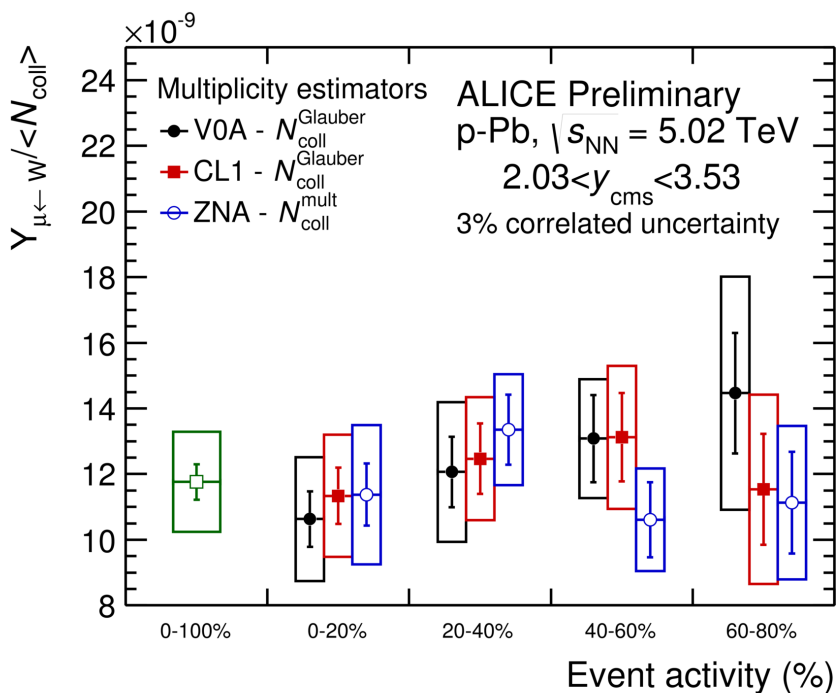 ×10⁻⁹
Y_μ← w/<N_coll>
24
22
20
18
16
14
12
10
8
Multiplicity estimators
V0A - N_coll^Glauber
CL1 - N_coll^Glauber
ZNA - N_coll^mult
ALICE Preliminary
p-Pb, √s_NN = 5.02 TeV
2.03<y_cms<3.53
3% correlated uncertainty
0-100%
0-20%
20-40%
40-60%
60-80%
Event activity (%)